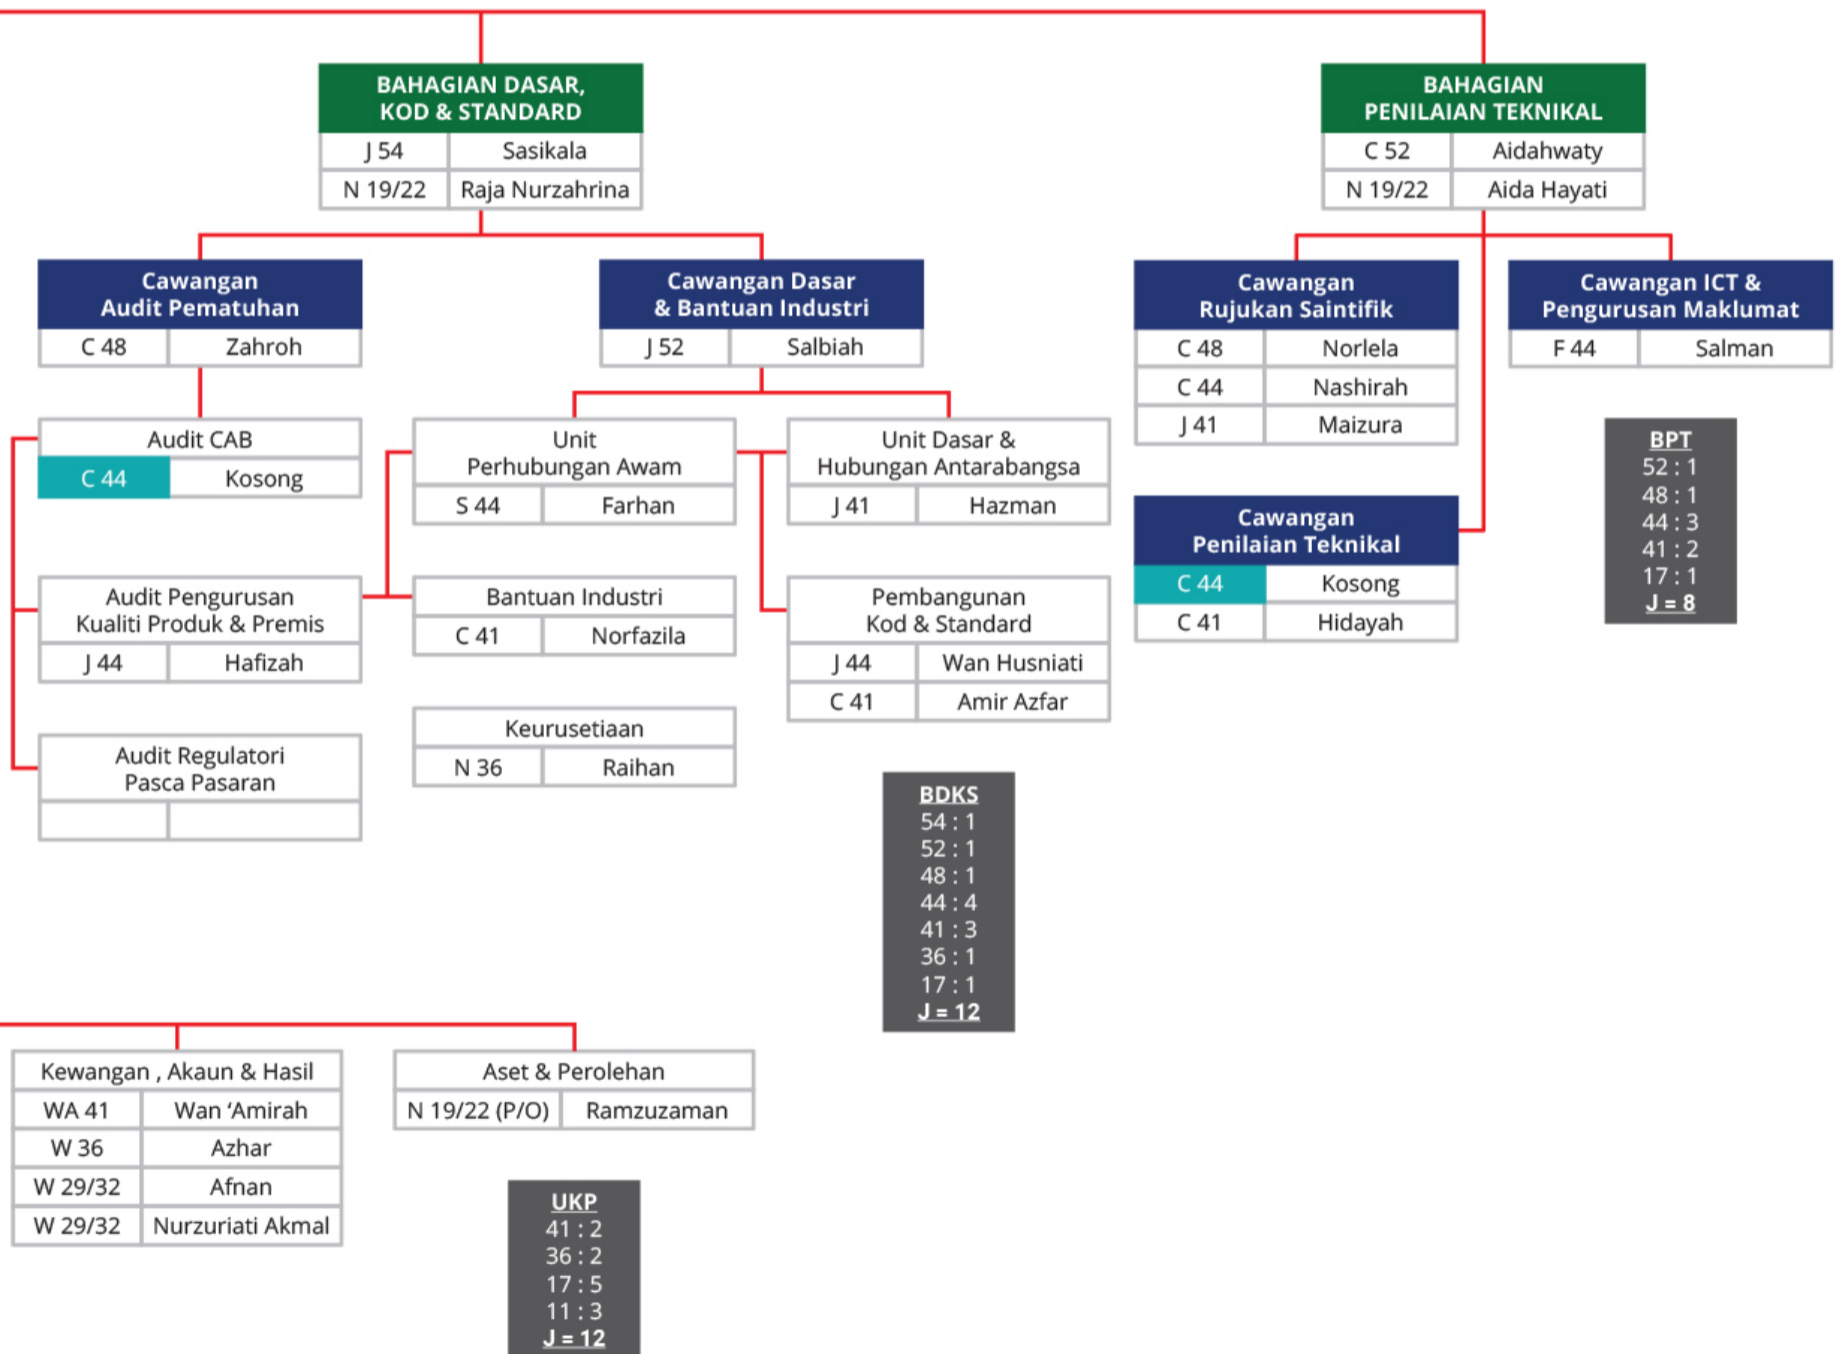 BAHAGIAN DASAR,
KOD & STANDARD
J 54 Sasikala
N 19/22 Raja Nurzahrina
BAHAGIAN
PENILAIAN TEKNIKAL
C 52 Aidahwaty
N 19/22 Aida Hayati
Cawangan
Audit Pematuhan
C 48 Zahroh
Cawangan Dasar
& Bantuan Industri
J 52 Salbiah
Cawangan
Rujukan Saintifik
C 48 Norlela
C 44 Nashirah
J 41 Maizura
Cawangan ICT &
Pengurusan Maklumat
F 44 Salman
Audit CAB
C 44 Kosong
Audit Pengurusan
Kualiti Produk & Premis
J 44 Hafizah
Audit Regulatori
Pasca Pasaran
Unit
Perhubungan Awam
S 44 Farhan
Bantuan Industri
C 41 Norfazila
Keurusetiaan
N 36 Raihan
Unit Dasar &
Hubungan Antarabangsa
J 41 Hazman
Pembangunan
Kod & Standard
J 44 Wan Husniati
C 41 Amir Azfar
Cawangan
Penilaian Teknikal
C 44 Kosong
C 41 Hidayah
BPT
52 : 1
48 : 1
44 : 3
41 : 2
17 : 1
J = 8
BDKS
54 : 1
52 : 1
48 : 1
44 : 4
41 : 3
36 : 1
17 : 1
J = 12
Kewangan , Akaun & Hasil
WA 41 Wan ‘Amirah
W 36 Azhar
W 29/32 Afnan
W 29/32 Nurzuriati Akmal
Aset & Perolehan
N 19/22 (P/O) Ramzuzaman
UKP
41 : 2
36 : 2
17 : 5
11 : 3
J = 12